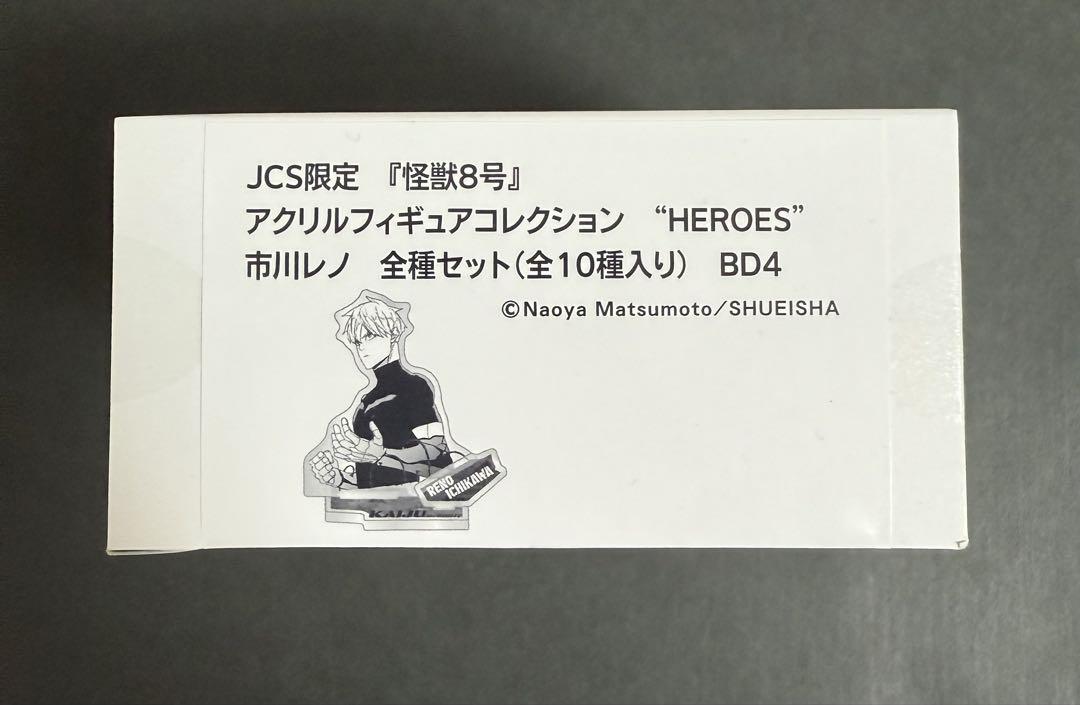 JCS限定　『怪獣8号』
アクリルフィギュアコレクション　“HEROES”
市川レノ　全種セット（全10種入り）　BD4
©Naoya Matsumoto/SHUEISHA
RENO
ICHIKAWA
KAIJU